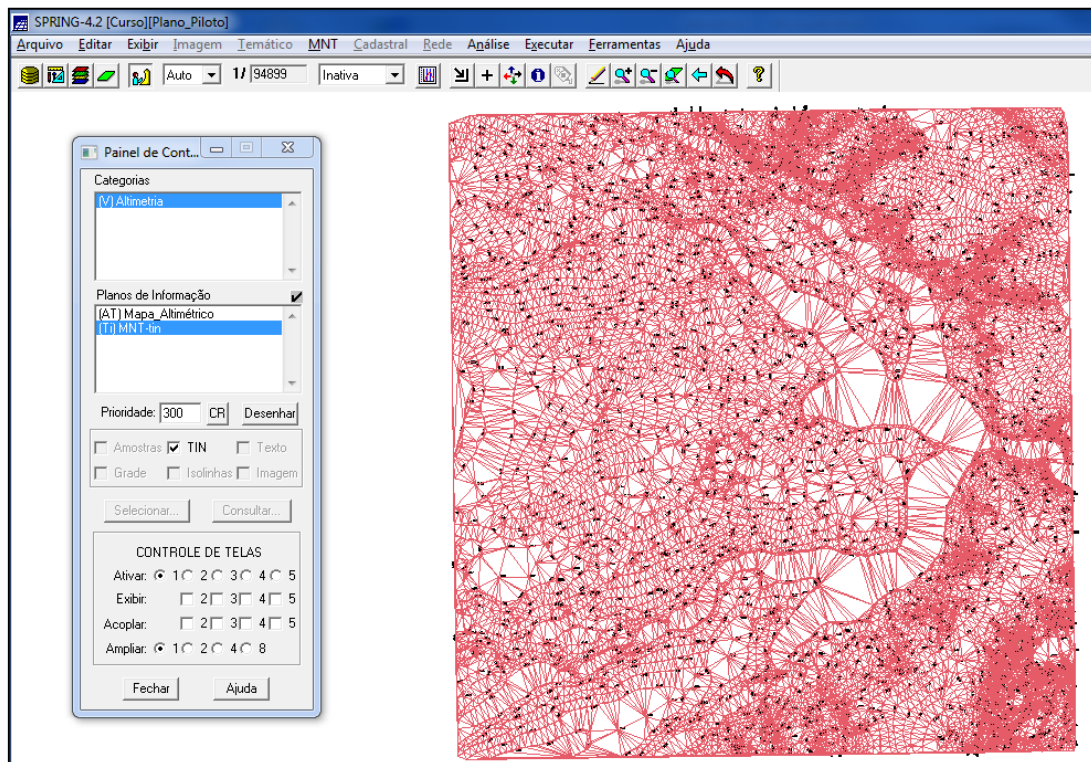 SPRING-4.2 [Curso][Plano_Piloto]
Arquivo Editar Exibir Imagem Temático MNT Cadastral Rede Análise Executar Ferramentas Ajuda
Auto 1/ 94899 Inativa
Painel de Cont...
Categorias
(V) Altimetria
Planos de Informação
(AT) Mapa_Altimétrico
(Ti) MNT-tin
Prioridade: 300 CR Desenhar
Amostras TIN Texto
Grade Isolinhas Imagem
Selecionar... Consultar...
CONTROLE DE TELAS
Ativar: 1 2 3 4 5
Exibir: 2 3 4 5
Acoplar: 2 3 4 5
Ampliar: 1 2 4 8
Fechar Ajuda